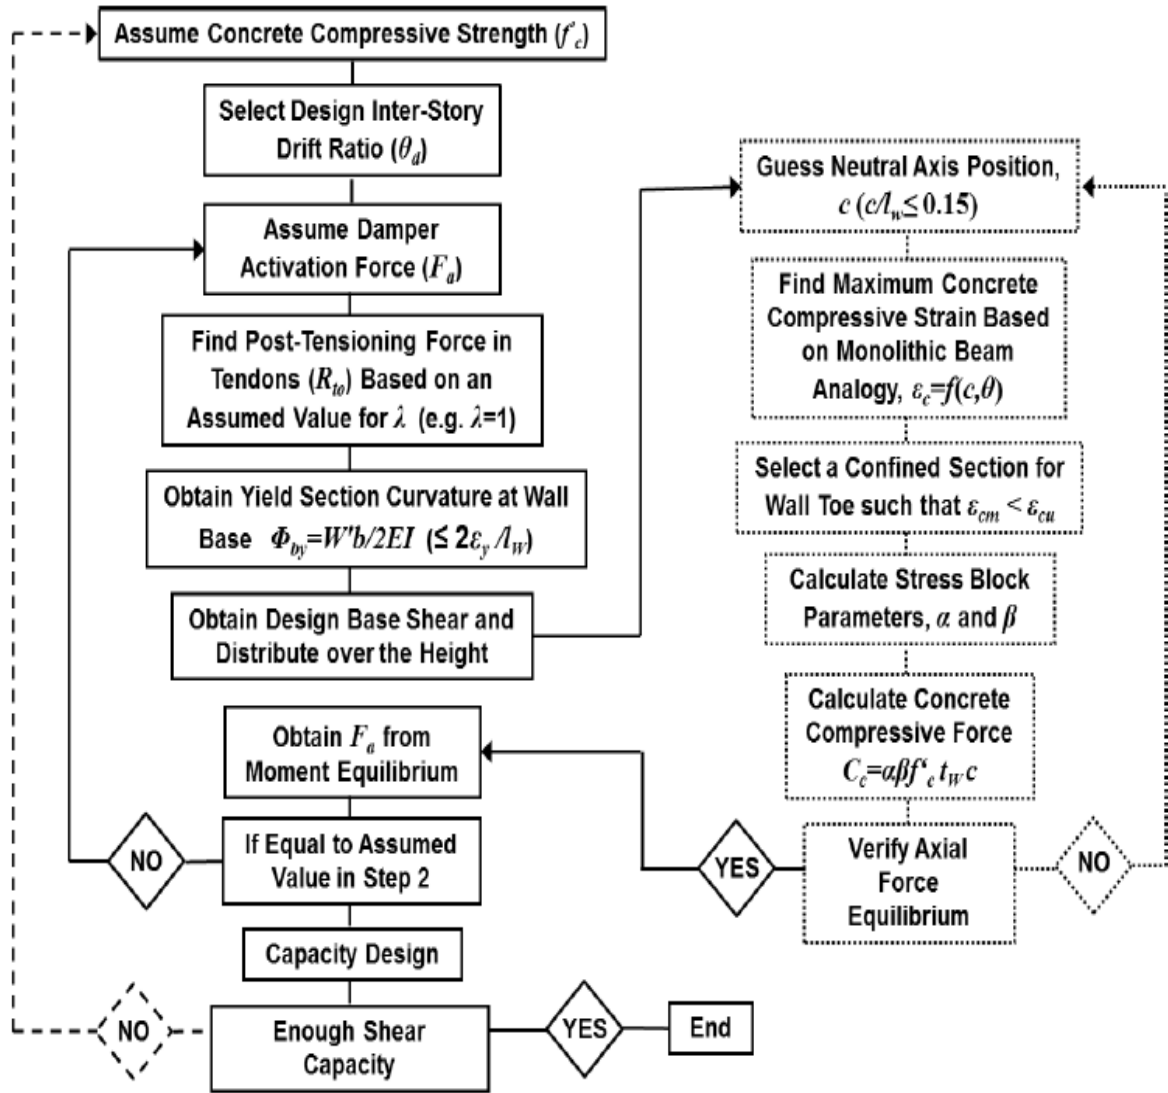 Assume Concrete Compressive Strength (f'c)
Select Design Inter-Story
Drift Ratio (θd)
Assume Damper
Activation Force (Fa)
Find Post-Tensioning Force in
Tendons (Rto) Based on an
Assumed Value for λ (e.g. λ=1)
Obtain Yield Section Curvature at Wall
Base Φby=W'b/2EI (≤ 2εy /lW)
Obtain Design Base Shear and
Distribute over the Height
Guess Neutral Axis Position,
c (c/lw≤ 0.15)
Find Maximum Concrete
Compressive Strain Based
on Monolithic Beam
Analogy, εc=f(c,θ)
Select a Confined Section for
Wall Toe such that εcm < εcu
Calculate Stress Block
Parameters, α and β
Calculate Concrete
Compressive Force
Cc=αβf‘c tW c
Verify Axial
Force
Equilibrium
NO
YES
Obtain Fa from
Moment Equilibrium
If Equal to Assumed
Value in Step 2
NO
Capacity Design
Enough Shear
Capacity
NO
YES
End